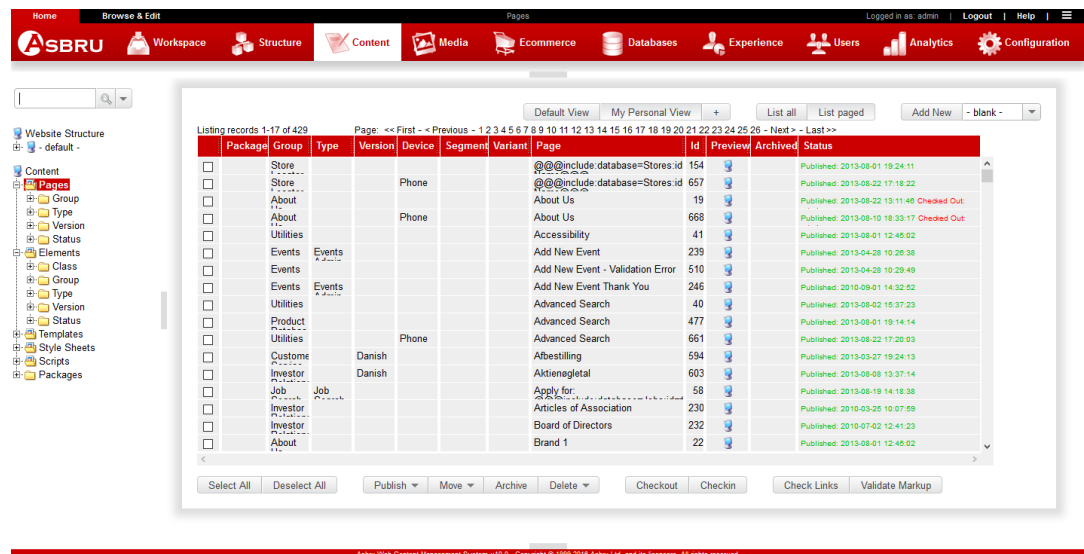 Home Browse & Edit Pages Logged in as: admin | Logout | Help |
ASBRU Workspace Structure Content Media Ecommerce Databases Experience Users Analytics Configuration
Default View My Personal View + List all List paged Add New - blank -
Listing records 1-17 of 429 Page: << First - < Previous - 1 2 3 4 5 6 7 8 9 10 11 12 13 14 15 16 17 18 19 20 21 22 23 24 25 26 - Next > - Last >>
Website Structure
- default -
Content
Pages
Group
Type
Version
Status
Elements
Class
Group
Type
Version
Status
Templates
Style Sheets
Scripts
Packages
Package Group Type Version Device Segment Variant Page Id Preview Archived Status
Store @@@include:database=Stores:id 154 Published: 2013-08-01 19:24:11
Store Phone @@@include:database=Stores:id 657 Published: 2013-08-22 17:18:22
About About Us 19 Published: 2013-08-22 13:11:46 Checked Out:
About Phone About Us 668 Published: 2013-08-10 18:33:17 Checked Out:
Utilities Accessibility 41 Published: 2013-08-01 12:46:02
Events Events Add New Event 239 Published: 2013-04-28 10:26:38
Events Add New Event - Validation Error 510 Published: 2013-04-28 10:29:49
Events Events Add New Event Thank You 246 Published: 2010-09-01 14:32:52
Utilities Advanced Search 40 Published: 2013-08-02 15:37:23
Product Advanced Search 477 Published: 2013-08-01 19:14:14
Utilities Phone Advanced Search 661 Published: 2013-08-22 17:20:03
Custome Danish Afbestilling 594 Published: 2013-03-27 19:24:13
Investor Danish Aktienøgletal 603 Published: 2013-08-08 13:37:14
Job Job Apply for: 58 Published: 2013-08-19 14:18:38
Investor Articles of Association 230 Published: 2010-03-25 10:07:59
Investor Board of Directors 232 Published: 2010-07-02 12:41:23
About Brand 1 22 Published: 2013-08-01 12:46:02
Select All Deselect All Publish Move Archive Delete Checkout Checkin Check Links Validate Markup